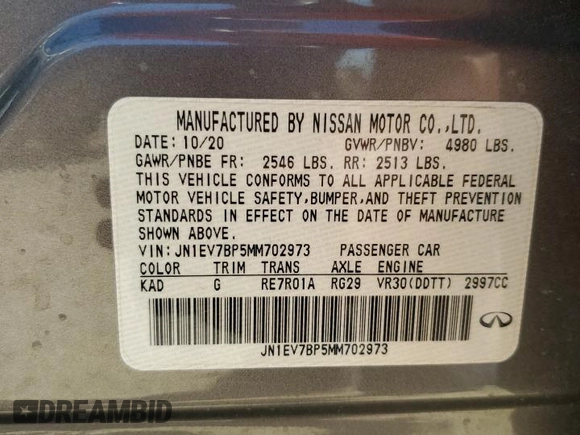 MANUFACTURED BY NISSAN MOTOR CO.,LTD.
DATE: 10/20 GVWR/PNBV: 4980 LBS.
GAWR/PNBE FR: 2546 LBS. RR: 2513 LBS.
THIS VEHICLE CONFORMS TO ALL APPLICABLE FEDERAL
MOTOR VEHICLE SAFETY,BUMPER,AND THEFT PREVENTION
STANDARDS IN EFFECT ON THE DATE OF MANUFACTURE
SHOWN ABOVE.
VIN: JN1EV7BP5MM702973 PASSENGER CAR
COLOR TRIM TRANS AXLE ENGINE
KAD G RE7R01A RG29 VR30(DDTT) 2997CC
JN1EV7BP5MM702973
DREAMBID